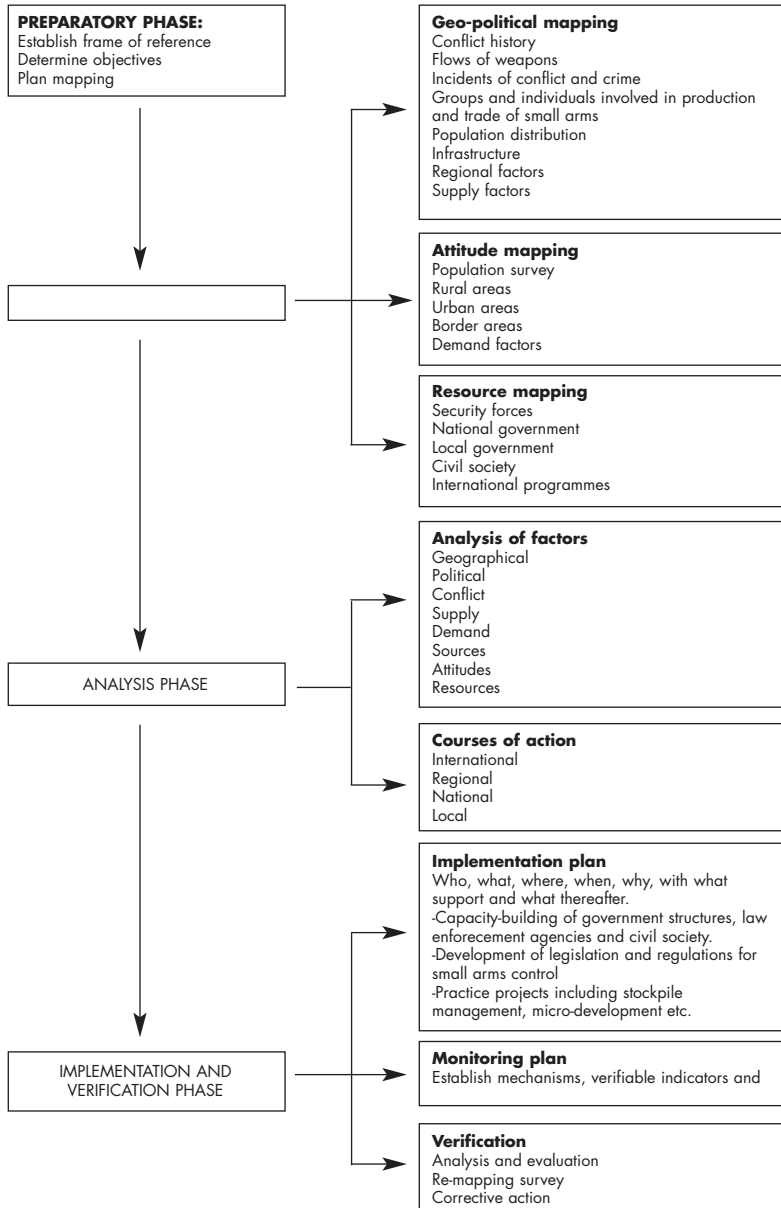 PREPARATORY PHASE:
Establish frame of reference
Determine objectives
Plan mapping
Geo-political mapping
Conflict history
Flows of weapons
Incidents of conflict and crime
Groups and individuals involved in production
and trade of small arms
Population distribution
Infrastructure
Regional factors
Supply factors
Attitude mapping
Population survey
Rural areas
Urban areas
Border areas
Demand factors
Resource mapping
Security forces
National government
Local government
Civil society
International programmes
ANALYSIS PHASE
Analysis of factors
Geographical
Political
Conflict
Supply
Demand
Sources
Attitudes
Resources
Courses of action
International
Regional
National
Local
IMPLEMENTATION AND
VERIFICATION PHASE
Implementation plan
Who, what, where, when, why, with what
support and what thereafter.
-Capacity-building of government structures, law
enforecement agencies and civil society.
-Development of legislation and regulations for
small arms control
-Practice projects including stockpile
management, micro-development etc.
Monitoring plan
Establish mechanisms, verifiable indicators and
Verification
Analysis and evaluation
Re-mapping survey
Corrective action